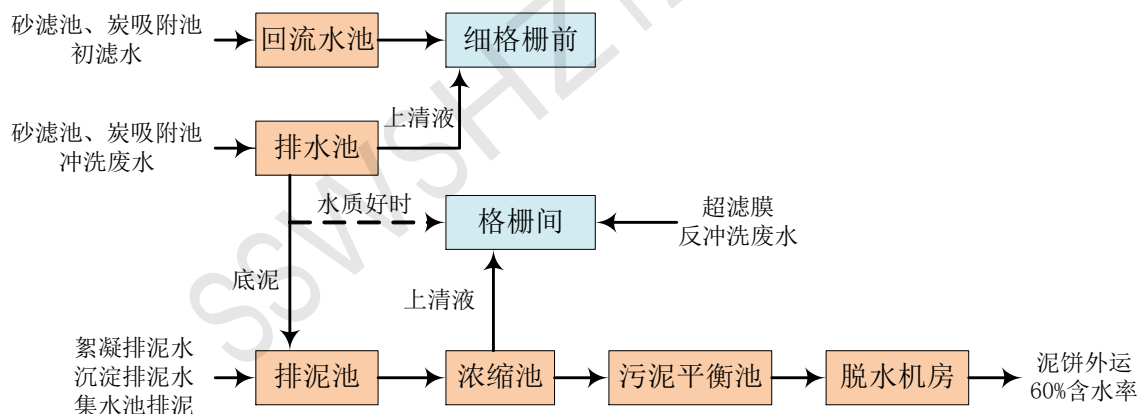 砂滤池、炭吸附池
初滤水
回流水池
细格栅前
上清液
砂滤池、炭吸附池
冲洗废水
排水池
水质好时
格栅间
超滤膜
反冲洗废水
底泥
上清液
絮凝排泥水
沉淀排泥水
集水池排泥
排泥池
浓缩池
污泥平衡池
脱水机房
泥饼外运
60%含水率